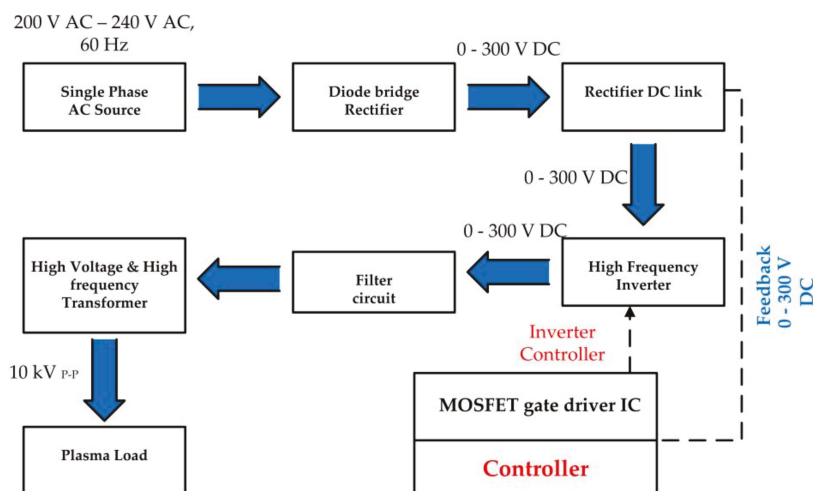 200 V AC – 240 V AC,
60 Hz
0 - 300 V DC
Single Phase
AC Source
Diode bridge
Rectifier
Rectifier DC link
0 - 300 V DC
0 - 300 V DC
High Voltage & High
frequency
Transformer
Filter
circuit
High Frequency
Inverter
Feedback
0 - 300 V
DC
Inverter
Controller
10 kV P-P
MOSFET gate driver IC
Plasma Load
Controller